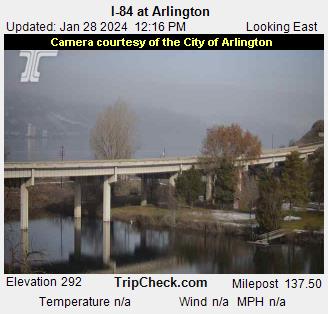 I-84 at Arlington
Updated: Jan 28 2024 12:16 PM Looking East
Camera courtesy of the City of Arlington
Elevation 292 TripCheck.com Milepost 137.50
Temperature n/a Wind n/a MPH n/a